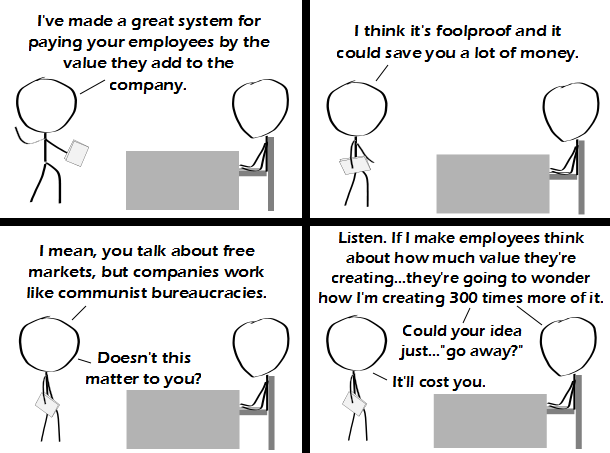 I've made a great system for
paying your employees by the
value they add to the
company.
I think it's foolproof and it
could save you a lot of money.
I mean, you talk about free
markets, but companies work
like communist bureaucracies.
Doesn't this
matter to you?
Listen. If I make employees think
about how much value they're
creating...they're going to wonder
how I'm creating 300 times more of it.
Could your idea
just..."go away?"
It'll cost you.